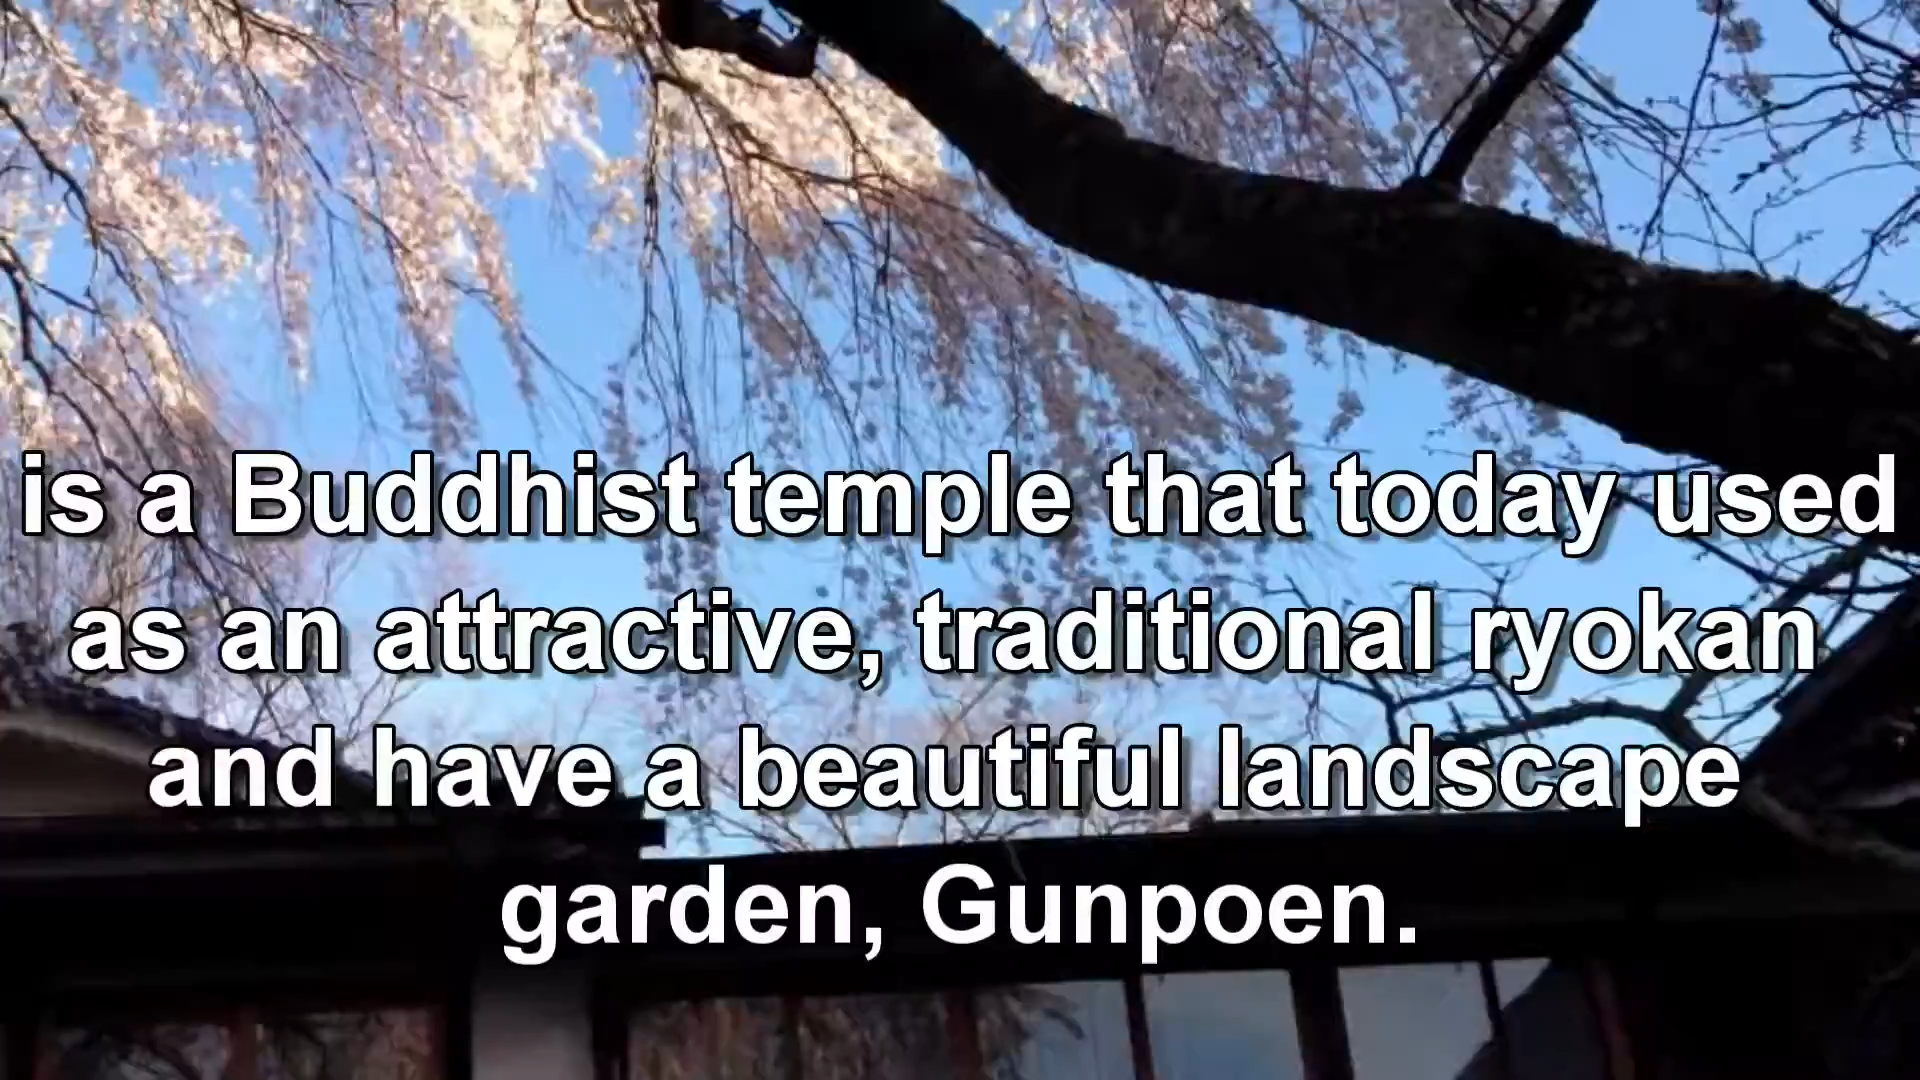 is a Buddhist temple that today used
as an attractive, traditional ryokan
and have a beautiful landscape
garden, Gunpoen.